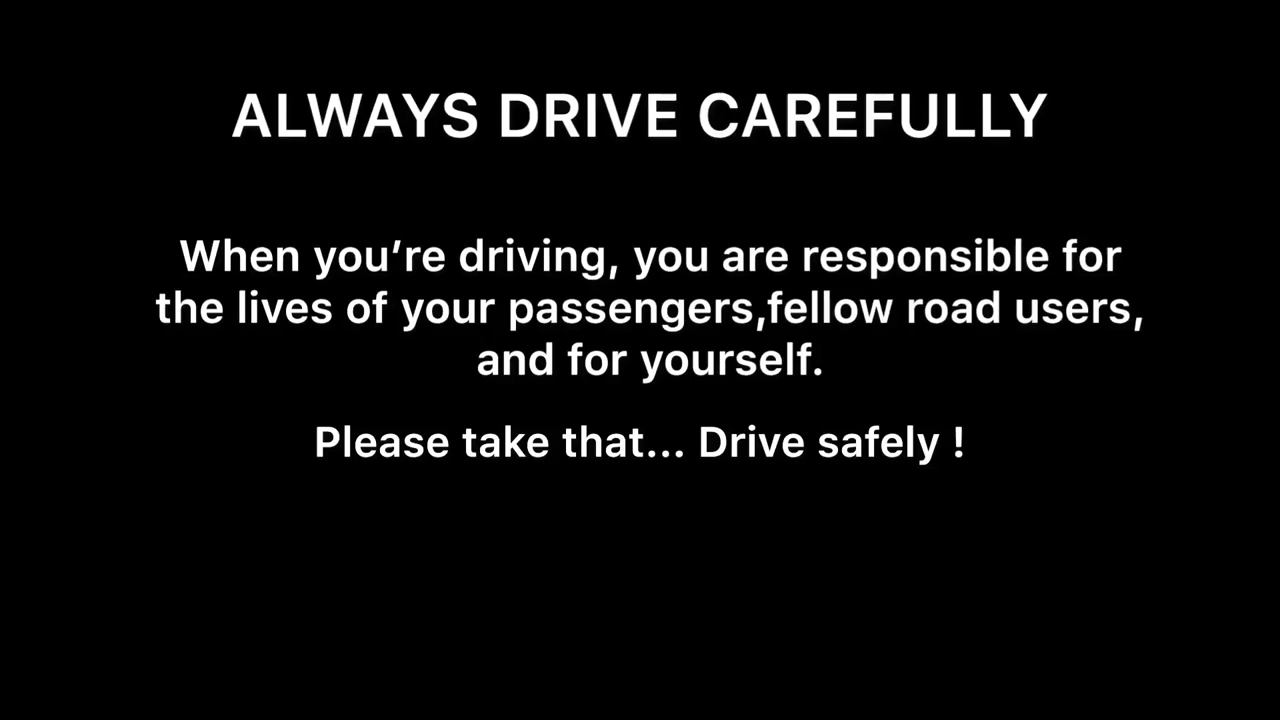 ALWAYS DRIVE CAREFULLY
When you’re driving, you are responsible for
the lives of your passengers,fellow road users,
and for yourself.
Please take that... Drive safely !